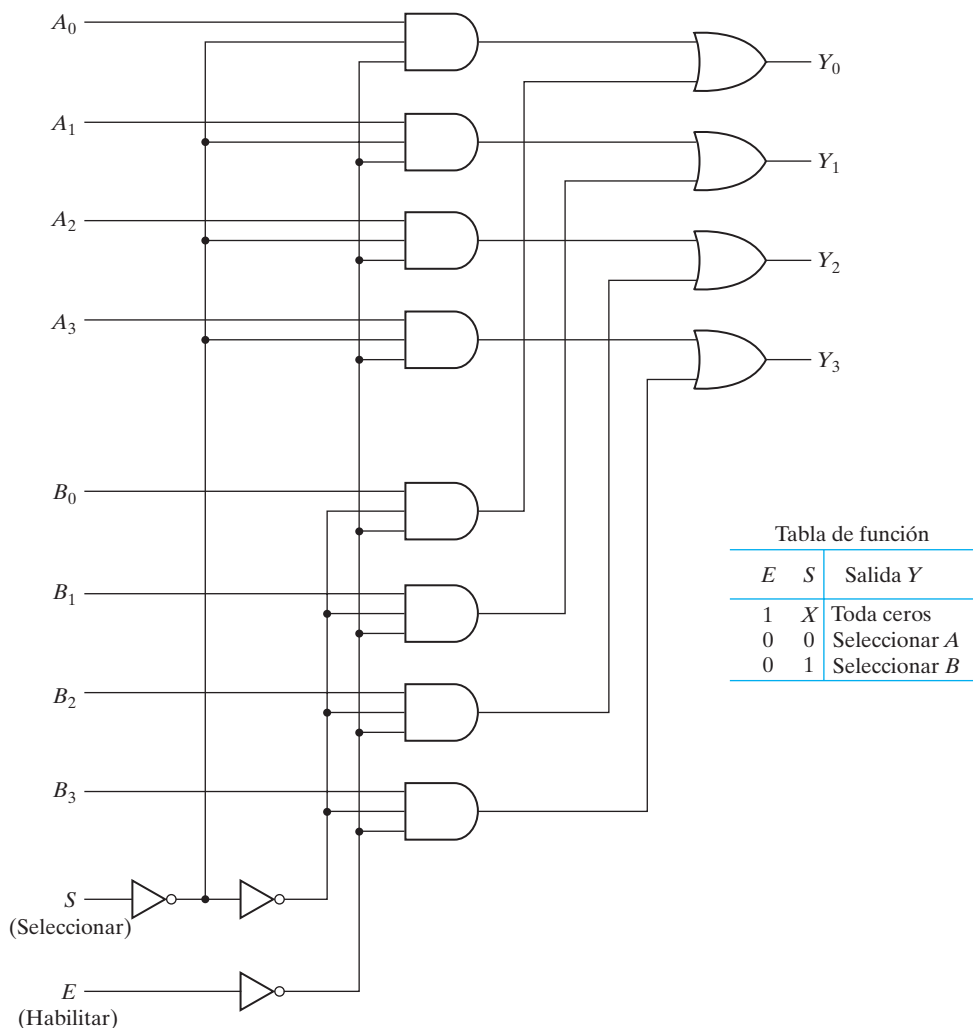 A₀
Y₀
A₁
Y₁
A₂
Y₂
A₃
Y₃
B₀
B₁
B₂
B₃
Tabla de función
E S Salida Y
1 X Toda ceros
0 0 Seleccionar A
0 1 Seleccionar B
S
(Seleccionar)
E
(Habilitar)